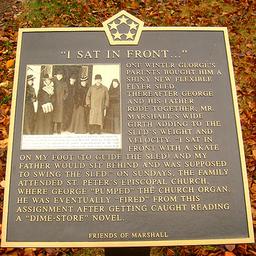 "I SAT IN FRONT..."
ONE WINTER GEORGE'S
PARENTS BOUGHT HIM A
SHINY NEW FLEXIBLE
FLYER SLED.
THEREAFTER GEORGE
AND HIS FATHER
RODE TOGETHER, MR.
MARSHALL'S WIDE
GIRTH ADDING TO THE
SLED'S WEIGHT AND
VELOCITY. "I SAT IN
FRONT WITH A SKATE
ON MY FOOT (TO GUIDE THE SLED) AND MY
FATHER WOULD SIT BEHIND AND WAS SUPPOSED
TO SWING THE SLED." ON SUNDAYS, THE FAMILY
ATTENDED ST. PETER'S EPISCOPAL CHURCH,
WHERE GEORGE "PUMPED" THE CHURCH ORGAN.
HE WAS EVENTUALLY "FIRED" FROM THIS
ASSIGNMENT AFTER GETTING CAUGHT READING
A "DIME-STORE" NOVEL.
FRIENDS OF MARSHALL